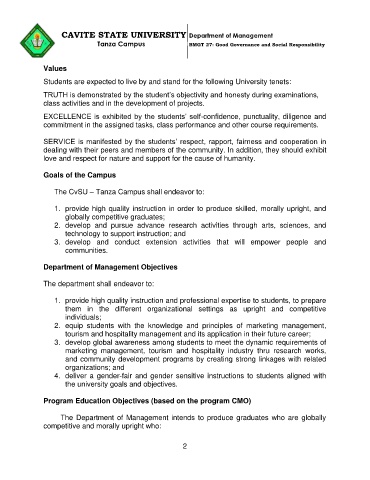 CAVITE STATE UNIVERSITY Department of Management
Tanza Campus BMGT 27- Good Governance and Social Responsibility
Values
Students are expected to live by and stand for the following University tenets:
TRUTH is demonstrated by the student's objectivity and honesty during examinations,
class activities and in the development of projects.
EXCELLENCE is exhibited by the students' self-confidence, punctuality, diligence and
commitment in the assigned tasks, class performance and other course requirements.
SERVICE is manifested by the students' respect, rapport, fairness and cooperation in
dealing with their peers and members of the community. In addition, they should exhibit
love and respect for nature and support for the cause of humanity.
Goals of the Campus
The CvSU – Tanza Campus shall endeavor to:
1. provide high quality instruction in order to produce skilled, morally upright, and
globally competitive graduates;
2. develop and pursue advance research activities through arts, sciences, and
technology to support instruction; and
3. develop and conduct extension activities that will empower people and
communities.
Department of Management Objectives
The department shall endeavor to:
1. provide high quality instruction and professional expertise to students, to prepare
them in the different organizational settings as upright and competitive
individuals;
2. equip students with the knowledge and principles of marketing management,
tourism and hospitality management and its application in their future career;
3. develop global awareness among students to meet the dynamic requirements of
marketing management, tourism and hospitality industry thru research works,
and community development programs by creating strong linkages with related
organizations; and
4. deliver a gender-fair and gender sensitive instructions to students aligned with
the university goals and objectives.
Program Education Objectives (based on the program CMO)
The Department of Management intends to produce graduates who are globally
competitive and morally upright who:
2